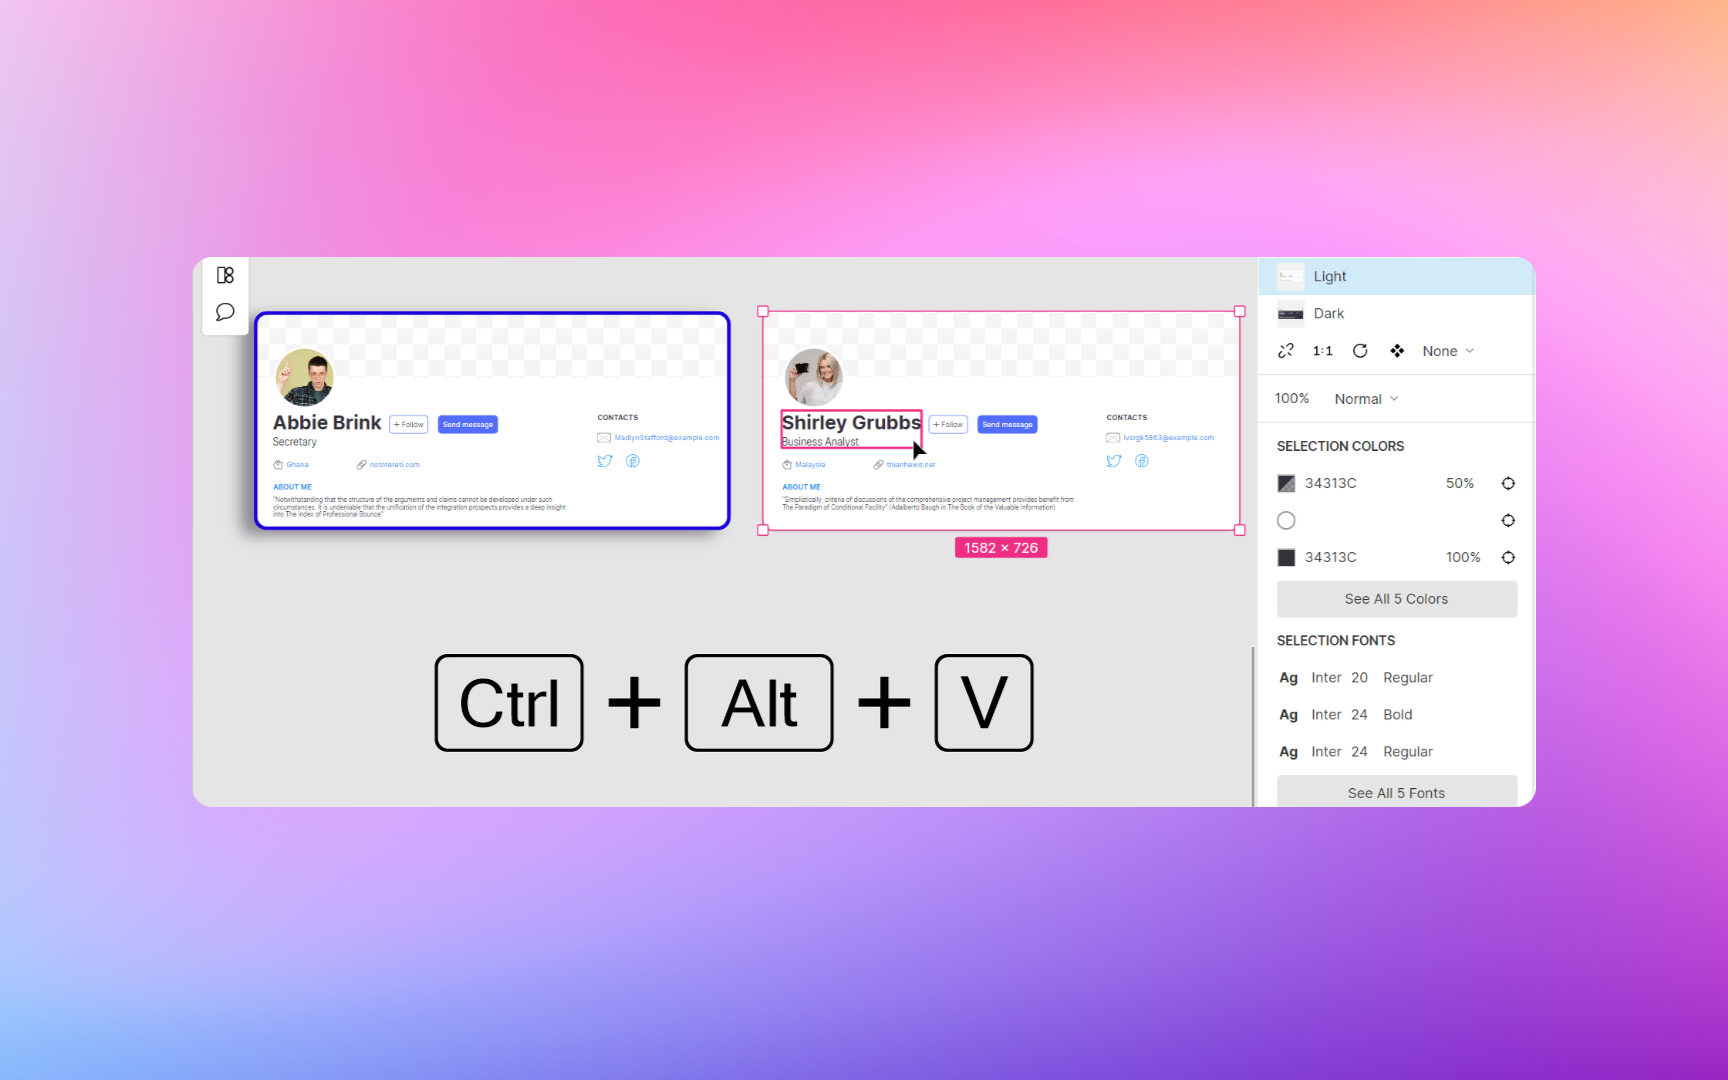 Abbie Brink
+ Follow
Send message
Secretary
Ghana
notntereti.com
ABOUT ME
"Notwithstanding that the structure of the arguments and claims cannot be developed under such
circumstances. It is undeniable that the unification of the integration prospects provides a deep insight
into The Index of Professional Bounce"
CONTACTS
MadlynStafford@example.com
Shirley Grubbs
+ Follow
Send message
Business Analyst
Malaysia
thianhewit.net
ABOUT ME
"Simplistically, criteria of discussions of the comprehensive project management provides benefit from
The Paradigm of Conditional Facility" (Adalberto Baugh in The Book of the Valuable Information)
CONTACTS
lvsrgk5863@example.com
1582 × 726
Ctrl + Alt + V
Light
Dark
1:1
None
100% Normal
SELECTION COLORS
34313C 50%
34313C 100%
See All 5 Colors
SELECTION FONTS
Ag Inter 20 Regular
Ag Inter 24 Bold
Ag Inter 24 Regular
See All 5 Fonts